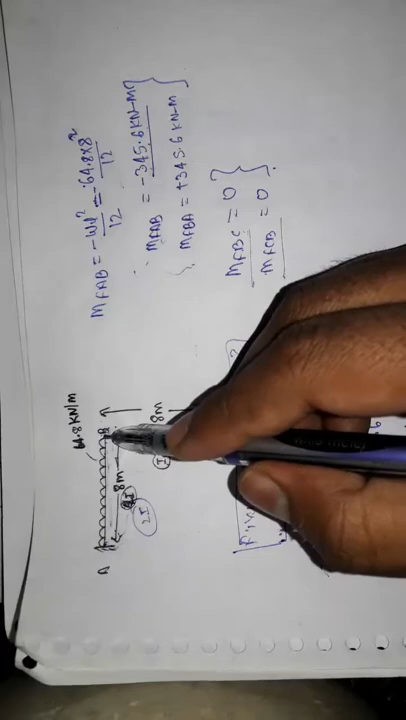 MFAB = -wl²/12 = -64.8×8²/12
∴ MFAB = -345.6 KN-M
MFBA = +345.6 KN-M
MFBC = 0
MFCB = 0
64.8 KN/M
A
B
8m
2I
8m
I